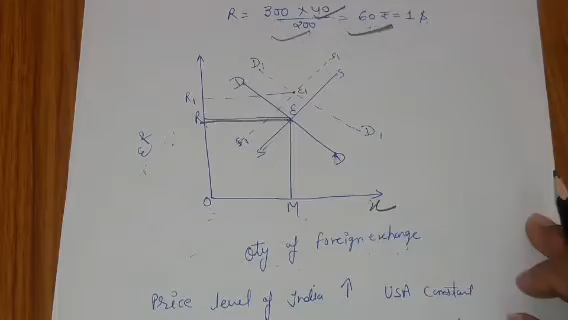 R = 300 × 40 / 200 = 60 ₹ = 1 $
D1 S1
D S
R1 E1
R E
S1 D1
S D
O M x
Qty of foreign exchange
Price level of India ↑ USA Constant